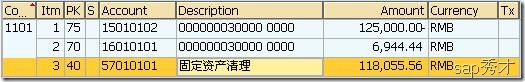 Co... Itm PK S Account Description Amount Currency Tx
1101 1 75 15010102 000000030000 0000 125,000.00- RMB
2 70 16010101 000000030000 0000 6,944.44 RMB
3 40 57010101 固定资产清理 118,055.56 RMB
sap秀才